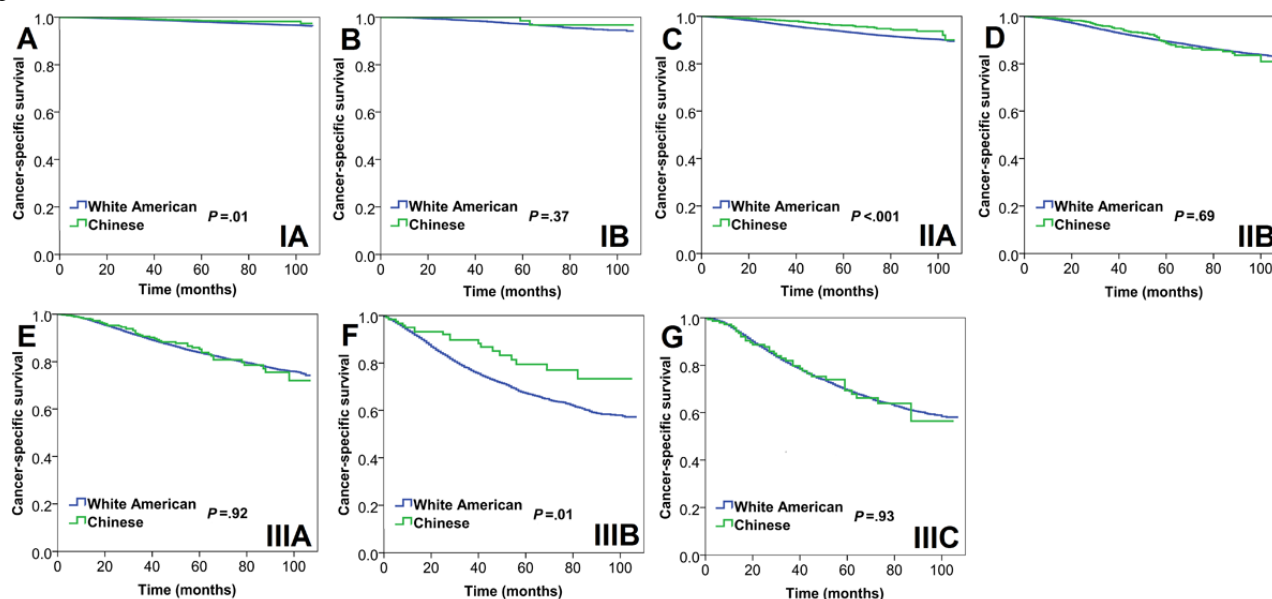 A
Cancer-specific survival
1.0
0.8
0.6
0.4
0.2
0.0
White American
Chinese
P=.01
IA
0 20 40 60 80 100
Time (months)
B
Cancer-specific survival
1.0
0.8
0.6
0.4
0.2
0.0
White American
Chinese
P=.37
IB
0 20 40 60 80 100
Time (months)
C
Cancer-specific survival
1.0
0.8
0.6
0.4
0.2
0.0
White American
Chinese
P<.001
IIA
0 20 40 60 80 100
Time (months)
D
Cancer-specific survival
1.0
0.8
0.6
0.4
0.2
0.0
White American
Chinese
P=.69
IIB
0 20 40 60 80 100
Time (months)
E
Cancer-specific survival
1.0
0.8
0.6
0.4
0.2
0.0
White American
Chinese
P=.92
IIIA
0 20 40 60 80 100
Time (months)
F
Cancer-specific survival
1.0
0.8
0.6
0.4
0.2
0.0
White American
Chinese
P=.01
IIIB
0 20 40 60 80 100
Time (months)
G
Cancer-specific survival
1.0
0.8
0.6
0.4
0.2
0.0
White American
Chinese
P=.93
IIIC
0 20 40 60 80 100
Time (months)